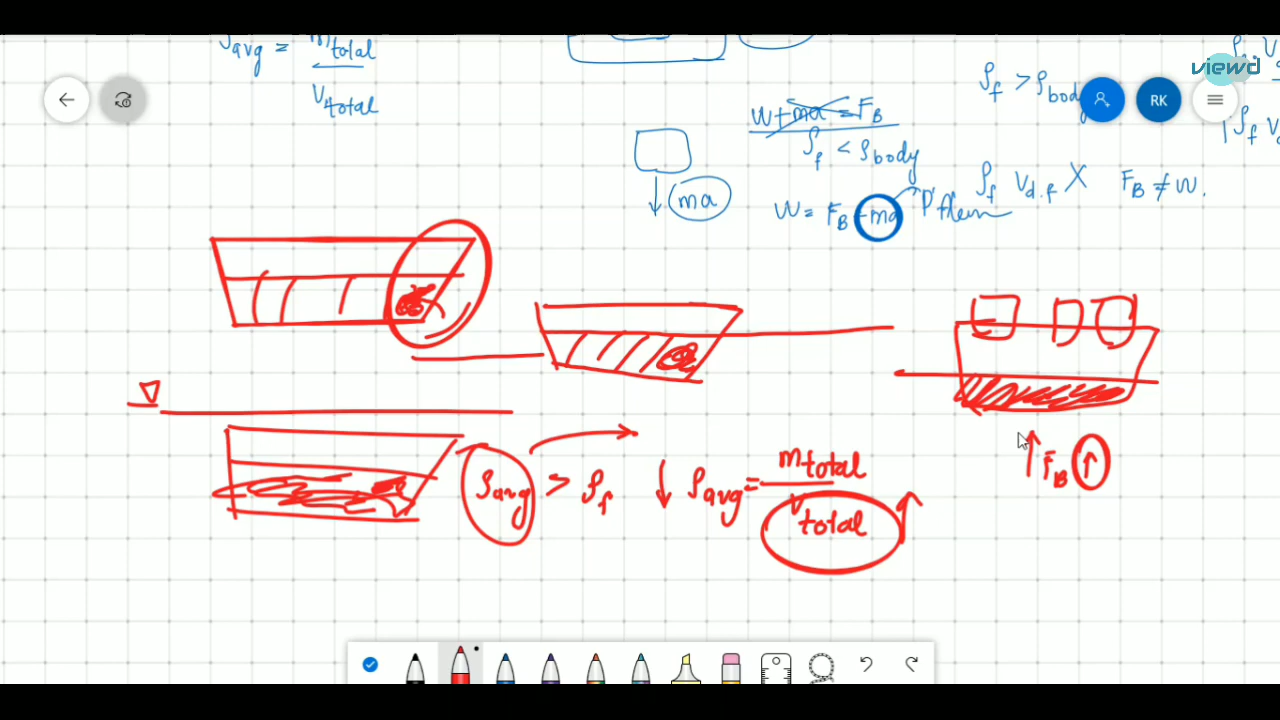 ρavg = mtotal
Vtotal
viewd
ρf > ρbody
RK
W + ma = FB
ρf < ρbody
ma
W = FB + ma
ρf Vd.f X FB ≠ W.
ρavg > ρf
↓ ρavg = mtotal
Vtotal ↑
↑ FB ↑